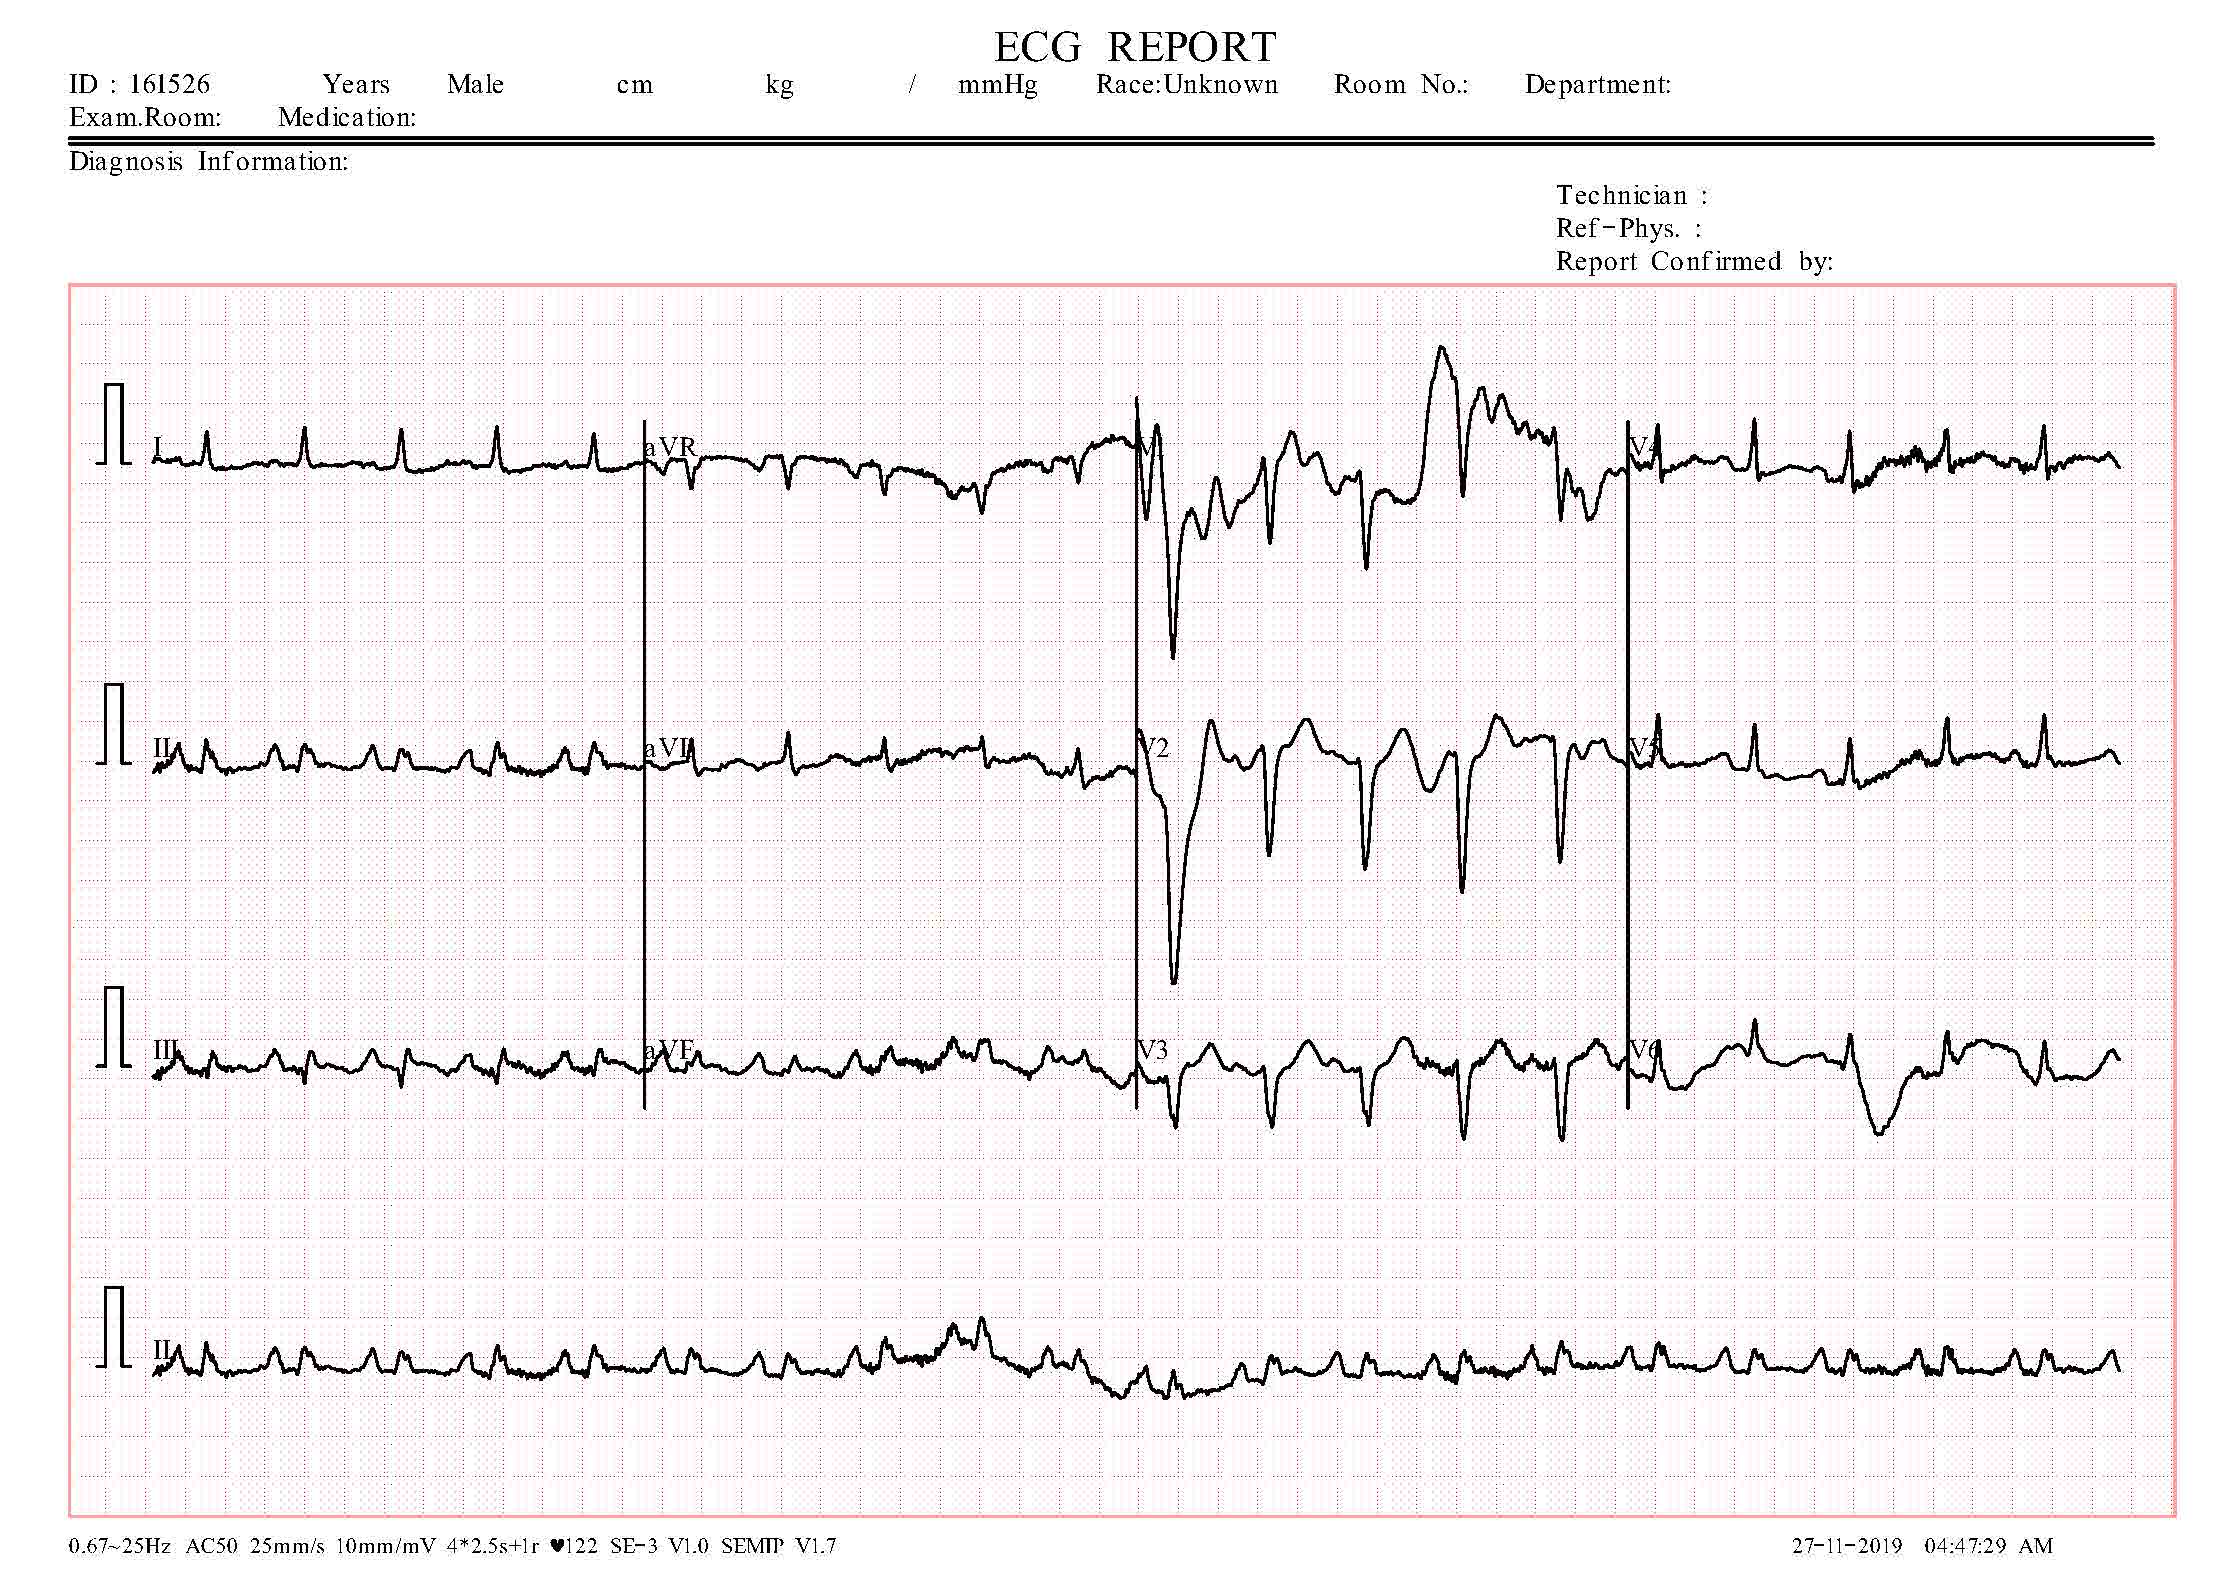 ECG REPORT
ID : 161526 Years Male cm kg / mmHg Race:Unknown Room No.: Department:
Exam.Room: Medication:
Diagnosis Information:
Technician :
Ref-Phys. :
Report Confirmed by:
I aVR V1 V4
II aVL V2 V5
III aVF V3 V6
II
0.67~25Hz AC50 25mm/s 10mm/mV 4*2.5s+1r ♥122 SE-3 V1.0 SEMIP V1.7
27-11-2019 04:47:29 AM